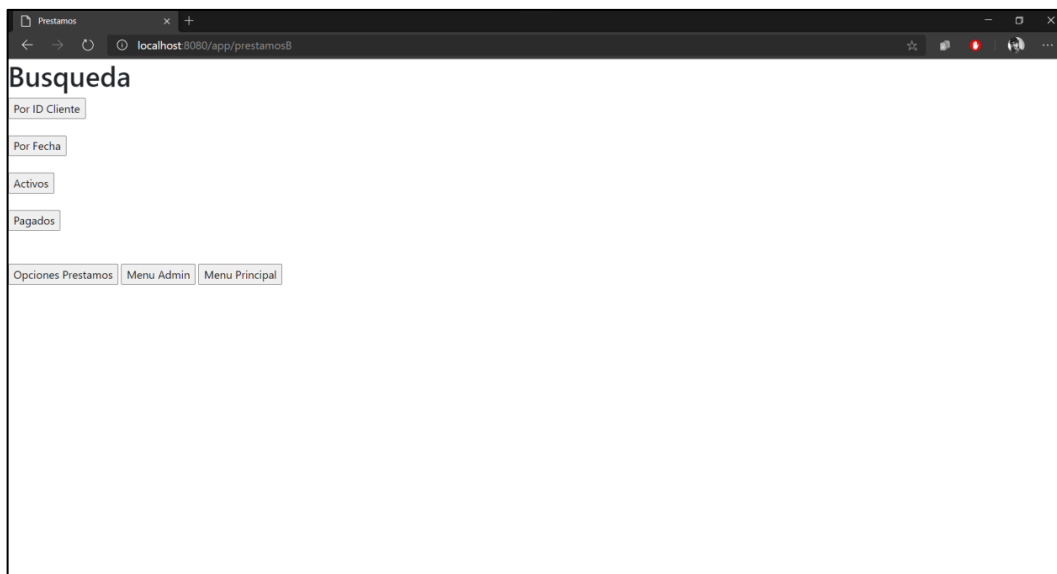 Prestamos
localhost:8080/app/prestamosB
Busqueda
Por ID Cliente
Por Fecha
Activos
Pagados
Opciones Prestamos Menu Admin Menu Principal